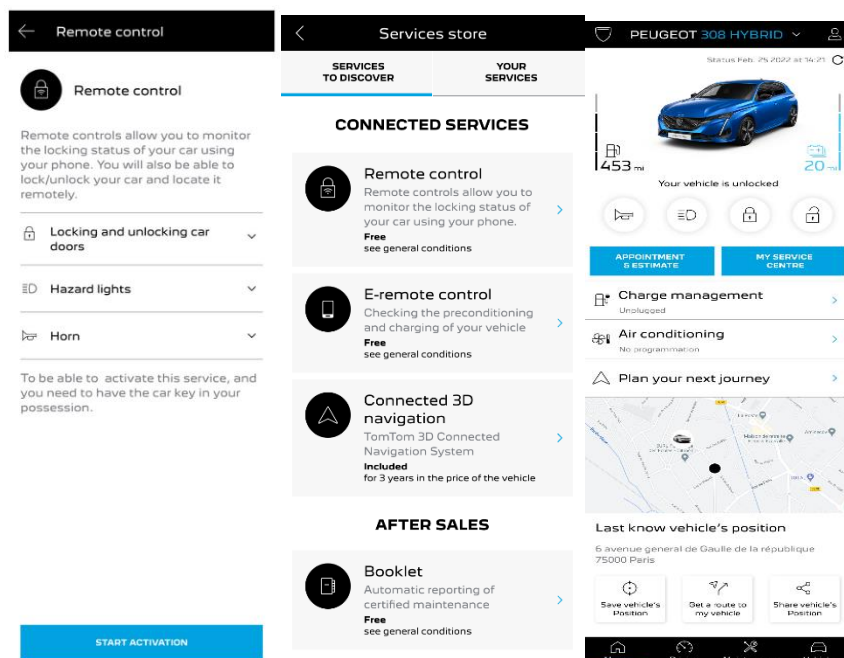 Remote control
Remote control
Remote controls allow you to monitor
the locking status of your car using
your phone. You will also be able to
lock/unlock your car and locate it
remotely.
Locking and unlocking car
doors
Hazard lights
Horn
To be able to activate this service, and
you need to have the car key in your
possession.
START ACTIVATION
Services store
SERVICES
TO DISCOVER
YOUR
SERVICES
CONNECTED SERVICES
Remote control
Remote controls allow you to
monitor the locking status of
your car using your phone.
Free
see general conditions
E-remote control
Checking the preconditioning
and charging of your vehicle
Free
see general conditions
Connected 3D
navigation
TomTom 3D Connected
Navigation System
Included
for 3 years in the price of the vehicle
AFTER SALES
Booklet
Automatic reporting of
certified maintenance
Free
see general conditions
PEUGEOT 308 HYBRID
Status Feb. 25 2022 at 14:21
453 mi
20 mi
Your vehicle is unlocked
APPOINTMENT
& ESTIMATE
MY SERVICE
CENTRE
Charge management
Unplugged
Air conditioning
No programmation
Plan your next journey
Last know vehicle's position
6 avenue general de Gaulle de la république
75000 Paris
Save vehicle's
Position
Get a route to
my vehicle
Share vehicle's
Position